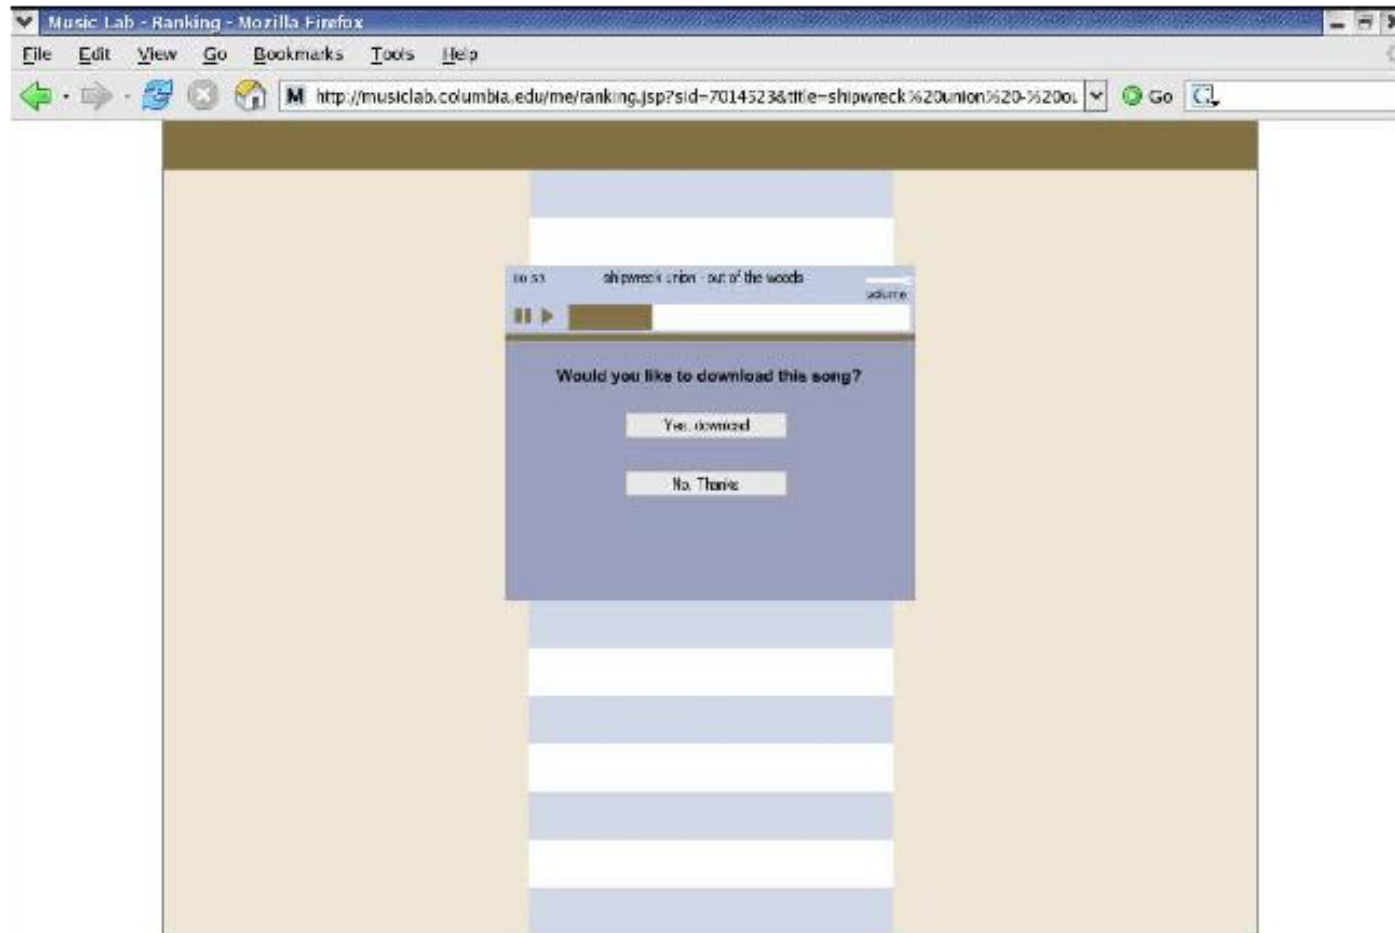 Music Lab - Ranking - Mozilla Firefox
File Edit View Go Bookmarks Tools Help
M http://musiclab.columbia.edu/me/ranking.jsp?sid=7014523&title=shipwreck%20union%20-%20ou Go G
shipwreck union - out of the woods
volume
Would you like to download this song?
Yes, download
No, Thanks